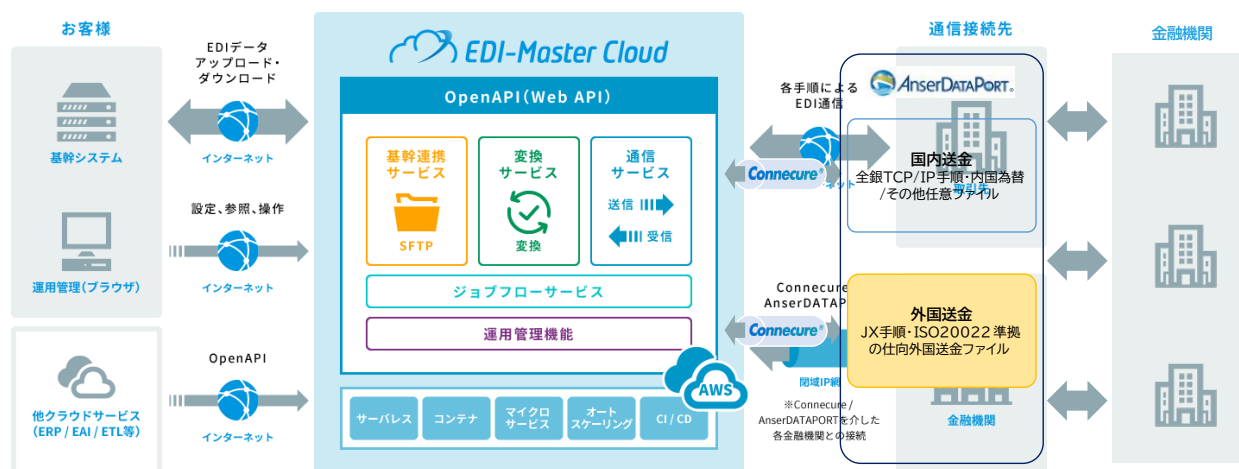 お客様
基幹システム
運用管理(ブラウザ)
他クラウドサービス
(ERP / EAI / ETL等)
EDIデータ
アップロード・
ダウンロード
インターネット
設定、参照、操作
インターネット
OpenAPI
インターネット
EDI-Master Cloud
OpenAPI(Web API)
基幹連携
サービス
SFTP
変換
サービス
変換
通信
サービス
送信
受信
ジョブフローサービス
運用管理機能
AWS
サーバレス
コンテナ
マイクロ
サービス
オート
スケーリング
CI / CD
各手順による
EDI通信
Connecure®
ネット
Connecure
AnserDATAP
Connecure®
閉域IP網
※Connecure /
AnserDATAPORTを介した
各金融機関との接続
通信接続先
ANSERDATAPORT®
国内送金
全銀TCP/IP手順・内国為替
/その他任意ファイル
取引先
外国送金
JX手順・ISO20022 準拠
の仕向外国送金ファイル
金融機関
金融機関